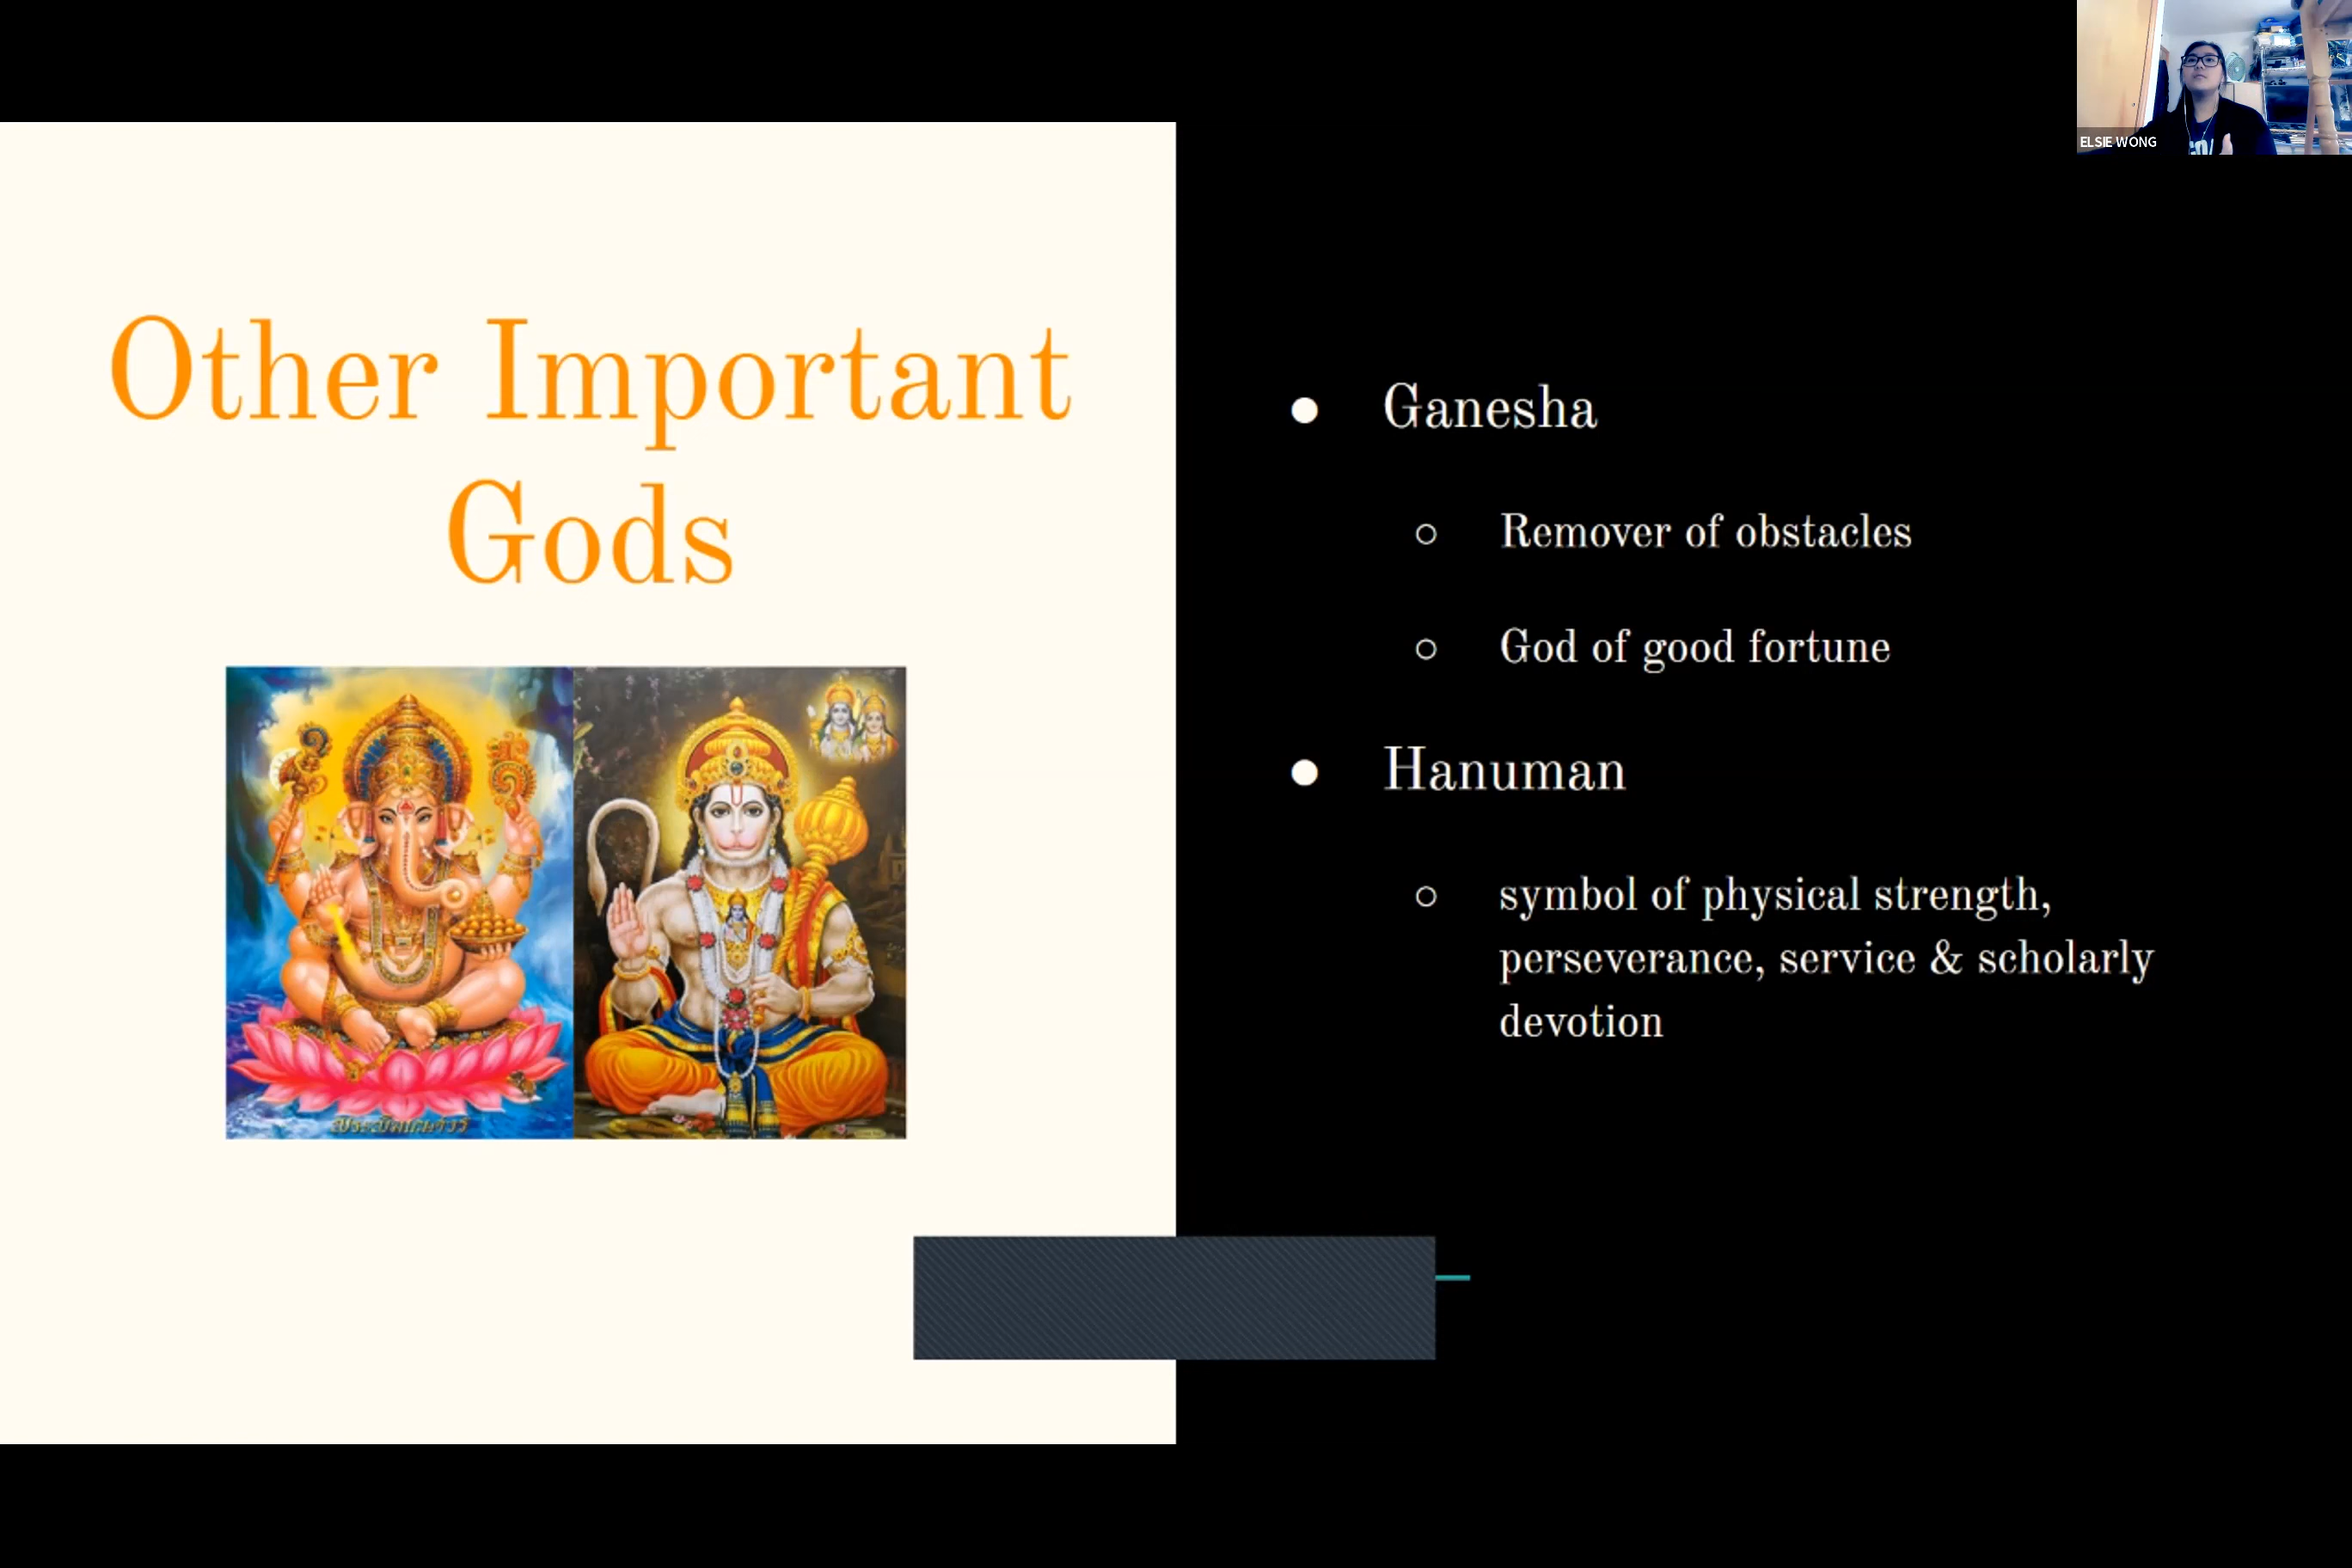 ELSIE WONG
Other Important
Gods
● Ganesha
○ Remover of obstacles
○ God of good fortune
● Hanuman
○ symbol of physical strength,
perseverance, service & scholarly
devotion